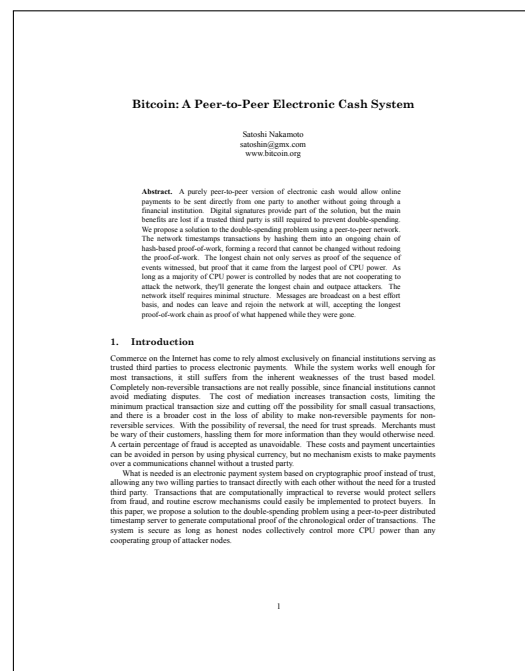 Bitcoin: A Peer-to-Peer Electronic Cash System
Satoshi Nakamoto
satoshin@gmx.com
www.bitcoin.org
Abstract. A purely peer-to-peer version of electronic cash would allow online
payments to be sent directly from one party to another without going through a
financial institution. Digital signatures provide part of the solution, but the main
benefits are lost if a trusted third party is still required to prevent double-spending.
We propose a solution to the double-spending problem using a peer-to-peer network.
The network timestamps transactions by hashing them into an ongoing chain of
hash-based proof-of-work, forming a record that cannot be changed without redoing
the proof-of-work. The longest chain not only serves as proof of the sequence of
events witnessed, but proof that it came from the largest pool of CPU power. As
long as a majority of CPU power is controlled by nodes that are not cooperating to
attack the network, they'll generate the longest chain and outpace attackers. The
network itself requires minimal structure. Messages are broadcast on a best effort
basis, and nodes can leave and rejoin the network at will, accepting the longest
proof-of-work chain as proof of what happened while they were gone.
1. Introduction
Commerce on the Internet has come to rely almost exclusively on financial institutions serving as
trusted third parties to process electronic payments. While the system works well enough for
most transactions, it still suffers from the inherent weaknesses of the trust based model.
Completely non-reversible transactions are not really possible, since financial institutions cannot
avoid mediating disputes. The cost of mediation increases transaction costs, limiting the
minimum practical transaction size and cutting off the possibility for small casual transactions,
and there is a broader cost in the loss of ability to make non-reversible payments for non-
reversible services. With the possibility of reversal, the need for trust spreads. Merchants must
be wary of their customers, hassling them for more information than they would otherwise need.
A certain percentage of fraud is accepted as unavoidable. These costs and payment uncertainties
can be avoided in person by using physical currency, but no mechanism exists to make payments
over a communications channel without a trusted party.
What is needed is an electronic payment system based on cryptographic proof instead of trust,
allowing any two willing parties to transact directly with each other without the need for a trusted
third party. Transactions that are computationally impractical to reverse would protect sellers
from fraud, and routine escrow mechanisms could easily be implemented to protect buyers. In
this paper, we propose a solution to the double-spending problem using a peer-to-peer distributed
timestamp server to generate computational proof of the chronological order of transactions. The
system is secure as long as honest nodes collectively control more CPU power than any
cooperating group of attacker nodes.
1